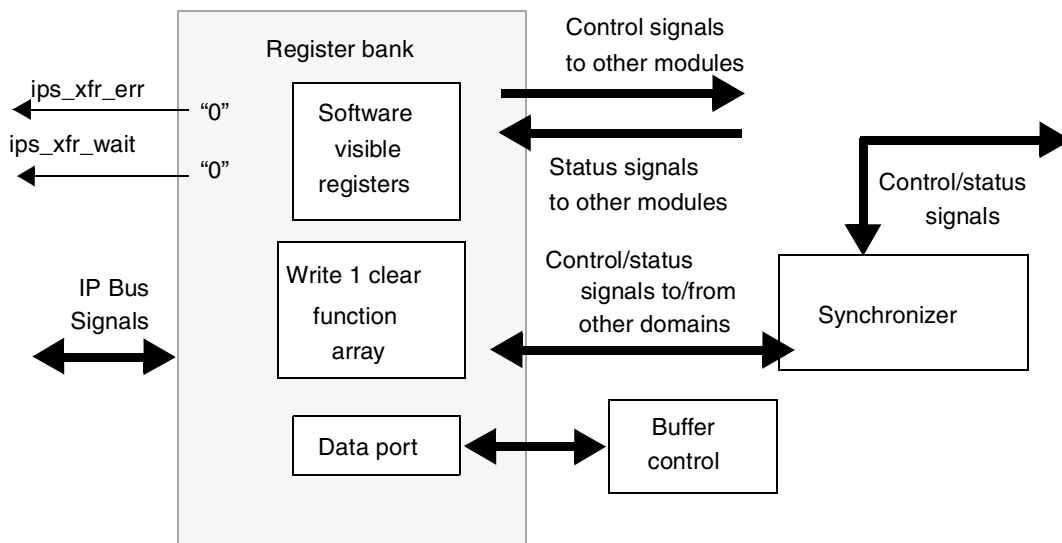 Register bank
ips_xfr_err
“0”
ips_xfr_wait
“0”
Software
visible
registers
Control signals
to other modules
Status signals
to other modules
Control/status
signals
IP Bus
Signals
Write 1 clear
function
array
Control/status
signals to/from
other domains
Synchronizer
Data port
Buffer
control